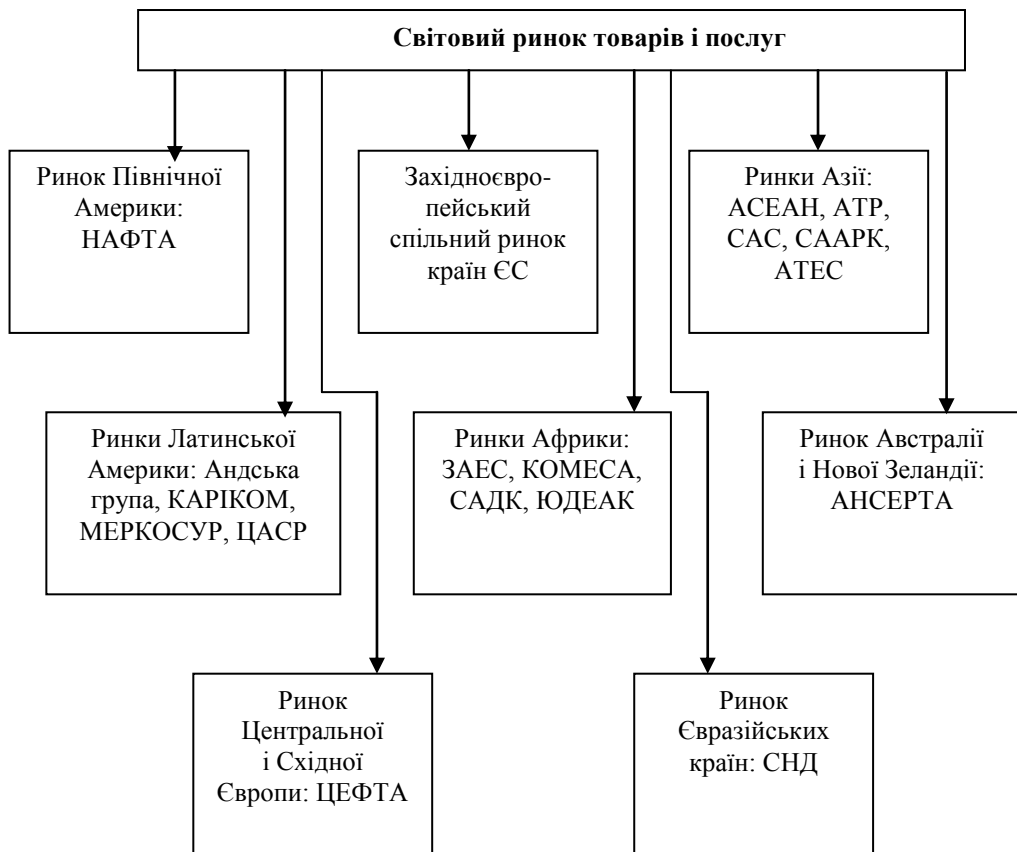 Світовий ринок товарів і послуг
Ринок Північної
Америки:
НАФТА
Західноєвро-
пейський
спільний ринок
країн ЄС
Ринки Азії:
АСЕАН, АТР,
САС, СААРК,
АТЕС
Ринки Латинської
Америки: Андська
група, КАРІКОМ,
МЕРКОСУР, ЦАСР
Ринки Африки:
ЗАЕС, КОМЕСА,
САДК, ЮДЕАК
Ринок Австралії
і Нової Зеландії:
АНСЕРТА
Ринок
Центральної
і Східної
Європи: ЦЕФТА
Ринок
Євразійських
країн: СНД